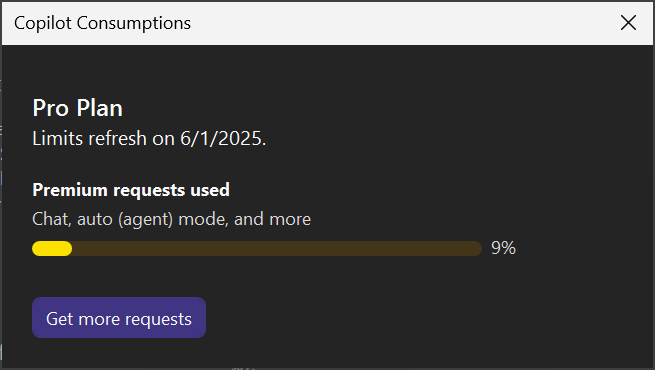 Copilot Consumptions
Pro Plan
Limits refresh on 6/1/2025.
Premium requests used
Chat, auto (agent) mode, and more
9%
Get more requests